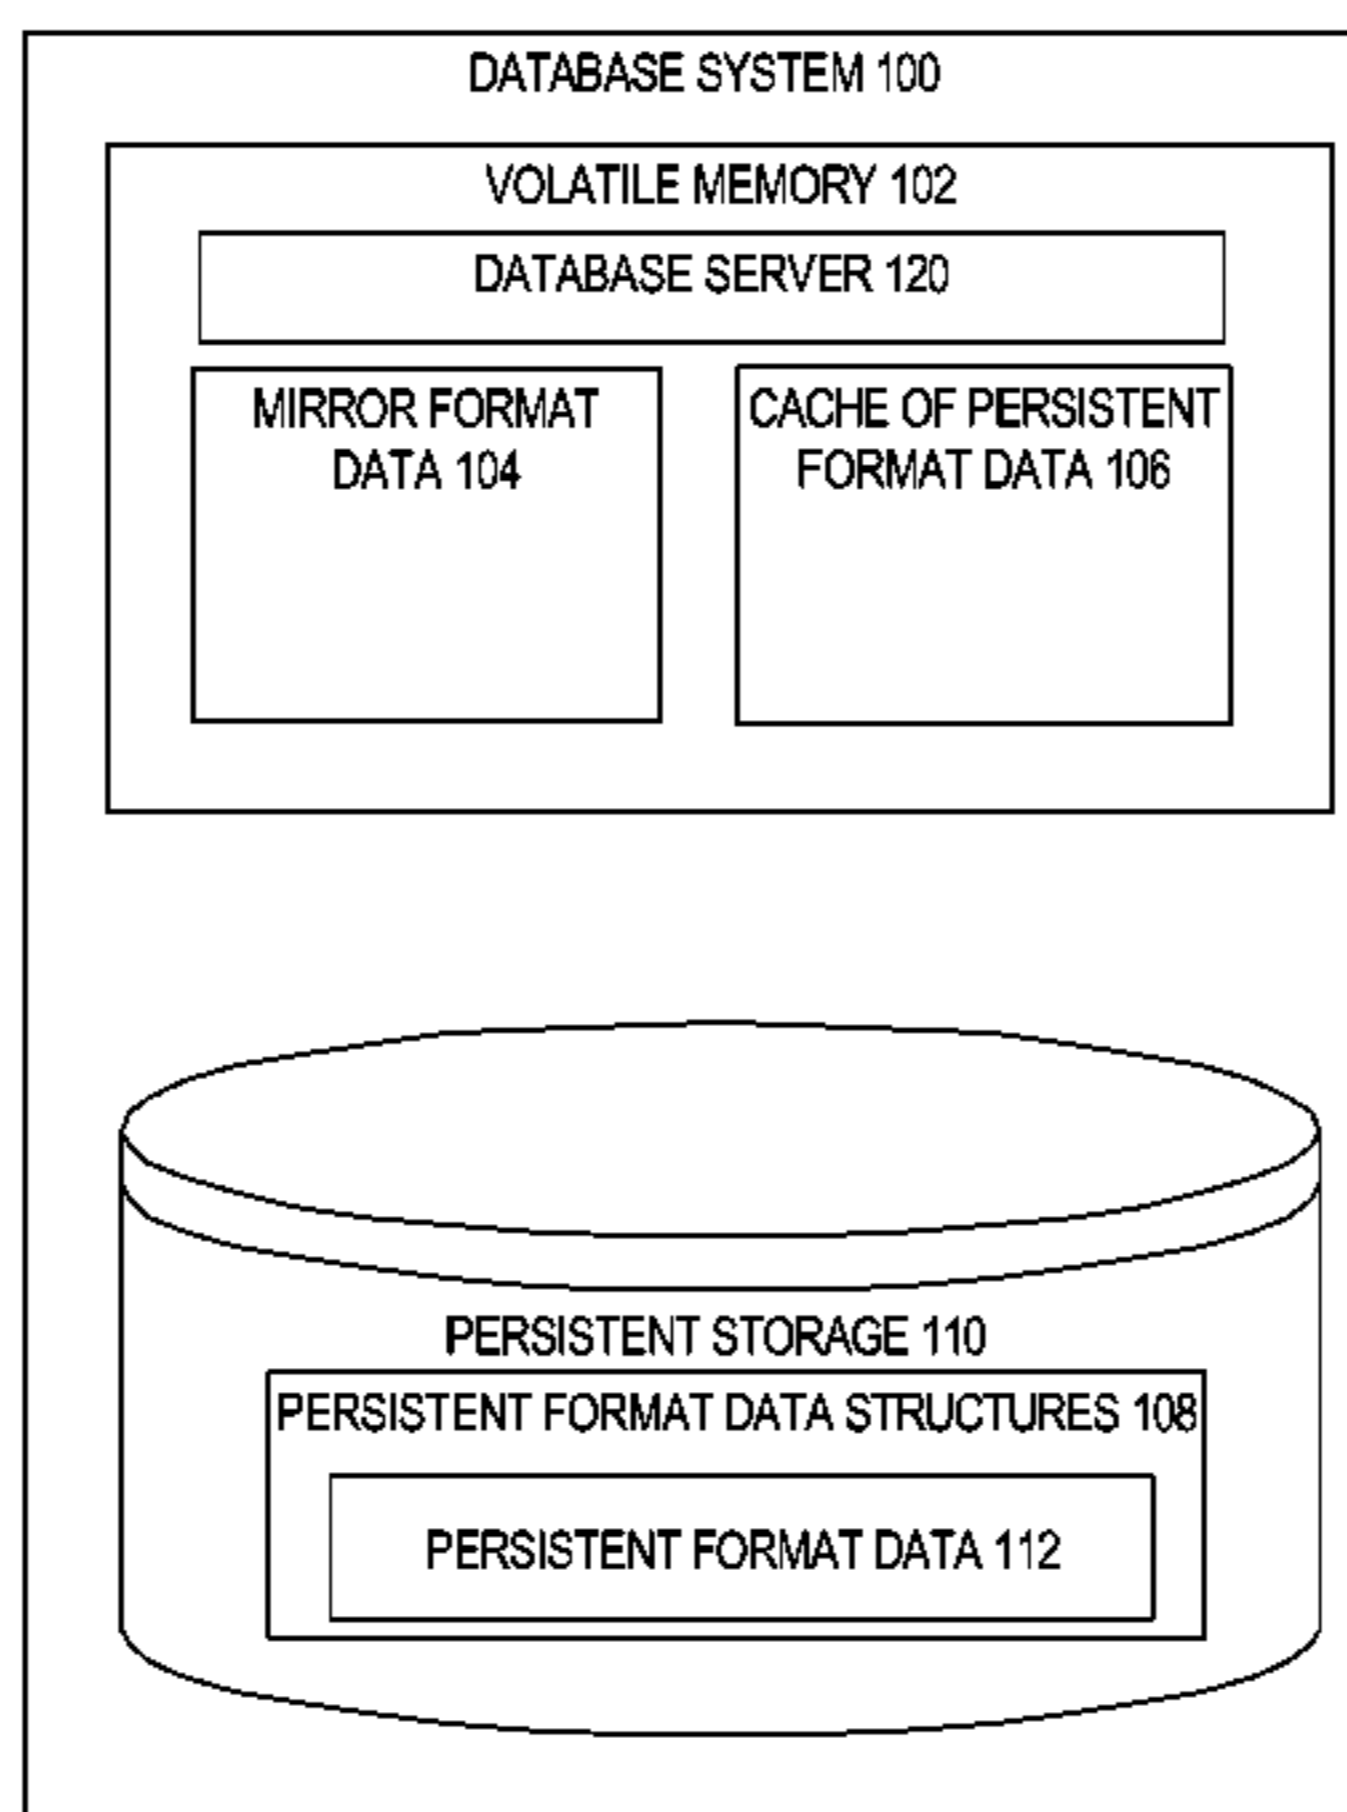 DATABASE SYSTEM 100
VOLATILE MEMORY 102
DATABASE SERVER 120
MIRROR FORMAT
DATA 104
CACHE OF PERSISTENT
FORMAT DATA 106
PERSISTENT STORAGE 110
PERSISTENT FORMAT DATA STRUCTURES 108
PERSISTENT FORMAT DATA 112